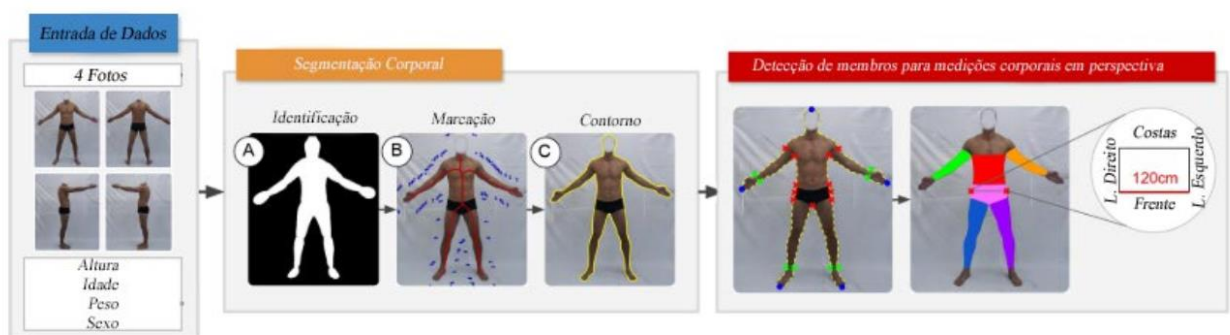 Entrada de Dados
4 Fotos
Altura
Idade
Peso
Sexo
Segmentação Corporal
Identificação
Marcação
Contorno
A
B
C
Detecção de membros para medições corporais em perspectiva
Costas
L. Direito
120cm
L. Esquerdo
Frente